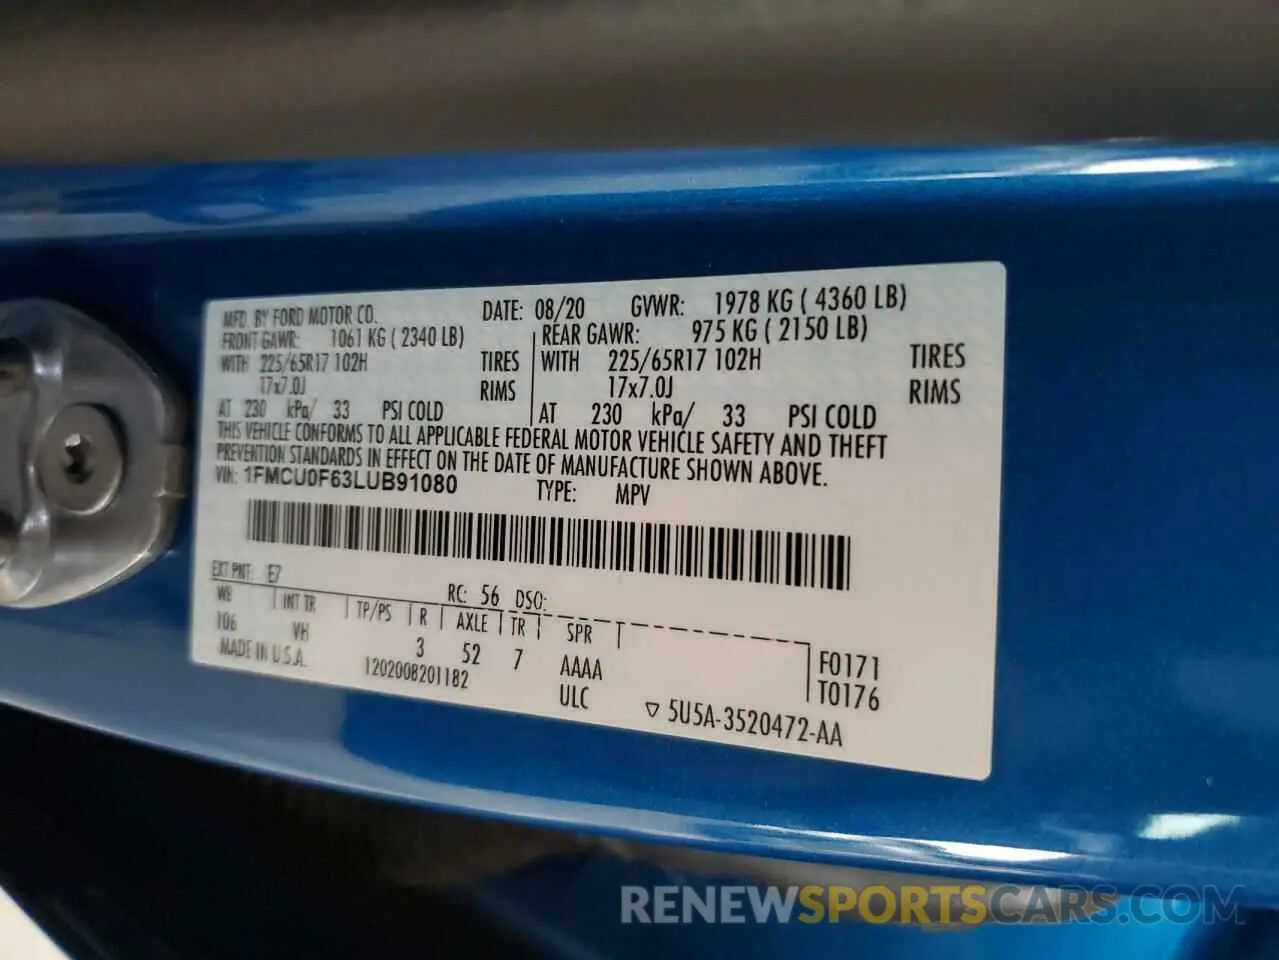 MFD. BY FORD MOTOR CO. DATE: 08/20 GVWR: 1978 KG ( 4360 LB)
FRONT GAWR: 1061 KG ( 2340 LB) REAR GAWR: 975 KG ( 2150 LB)
WITH 225/65R17 102H TIRES WITH 225/65R17 102H TIRES
17x7.0J RIMS 17x7.0J RIMS
AT 230 kPa/ 33 PSI COLD AT 230 kPa/ 33 PSI COLD
THIS VEHICLE CONFORMS TO ALL APPLICABLE FEDERAL MOTOR VEHICLE SAFETY AND THEFT
PREVENTION STANDARDS IN EFFECT ON THE DATE OF MANUFACTURE SHOWN ABOVE.
VIN: 1FMCU0F63LUB91080 TYPE: MPV
EXT PNT: E7 RC: 56 DSO:
WB INT TR TP/PS R AXLE TR SPR
106 VH 3 52 7 AAAA F0171
MADE IN U.S.A. 1202008201182 ULC T0176
▽ 5U5A-3520472-AA
RENEWSPORTSCARS.COM